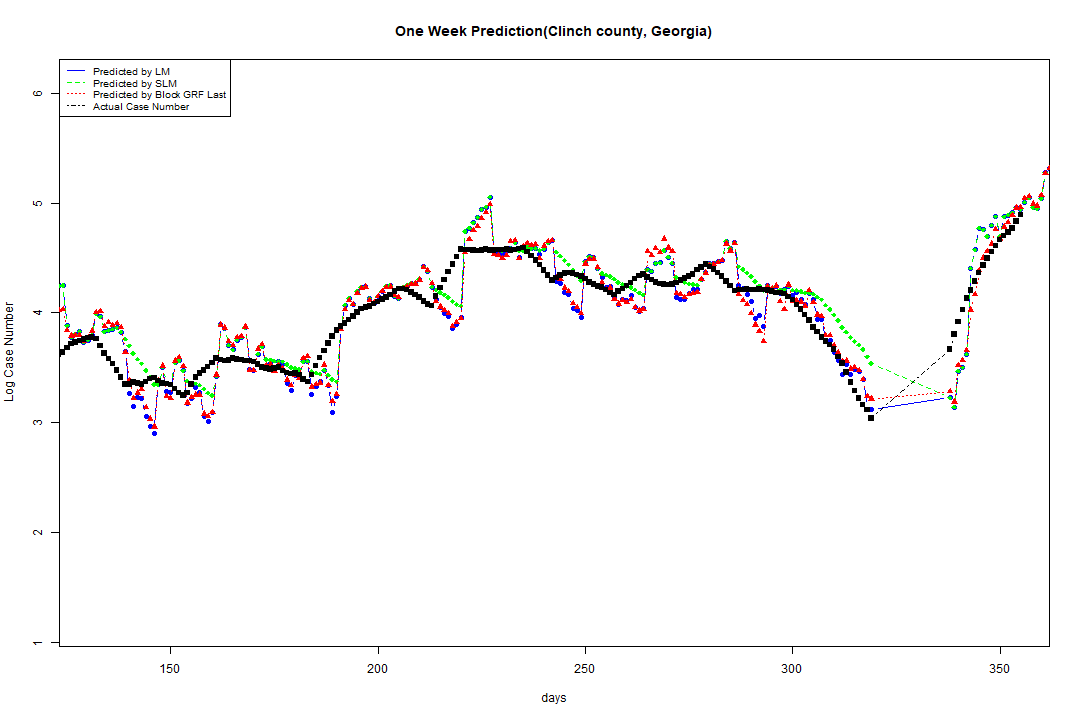 One Week Prediction(Clinch county, Georgia)
Predicted by LM
Predicted by SLM
Predicted by Block GRF Last
Actual Case Number
6
5
4
3
2
1
Log Case Number
150
200
250
300
350
days